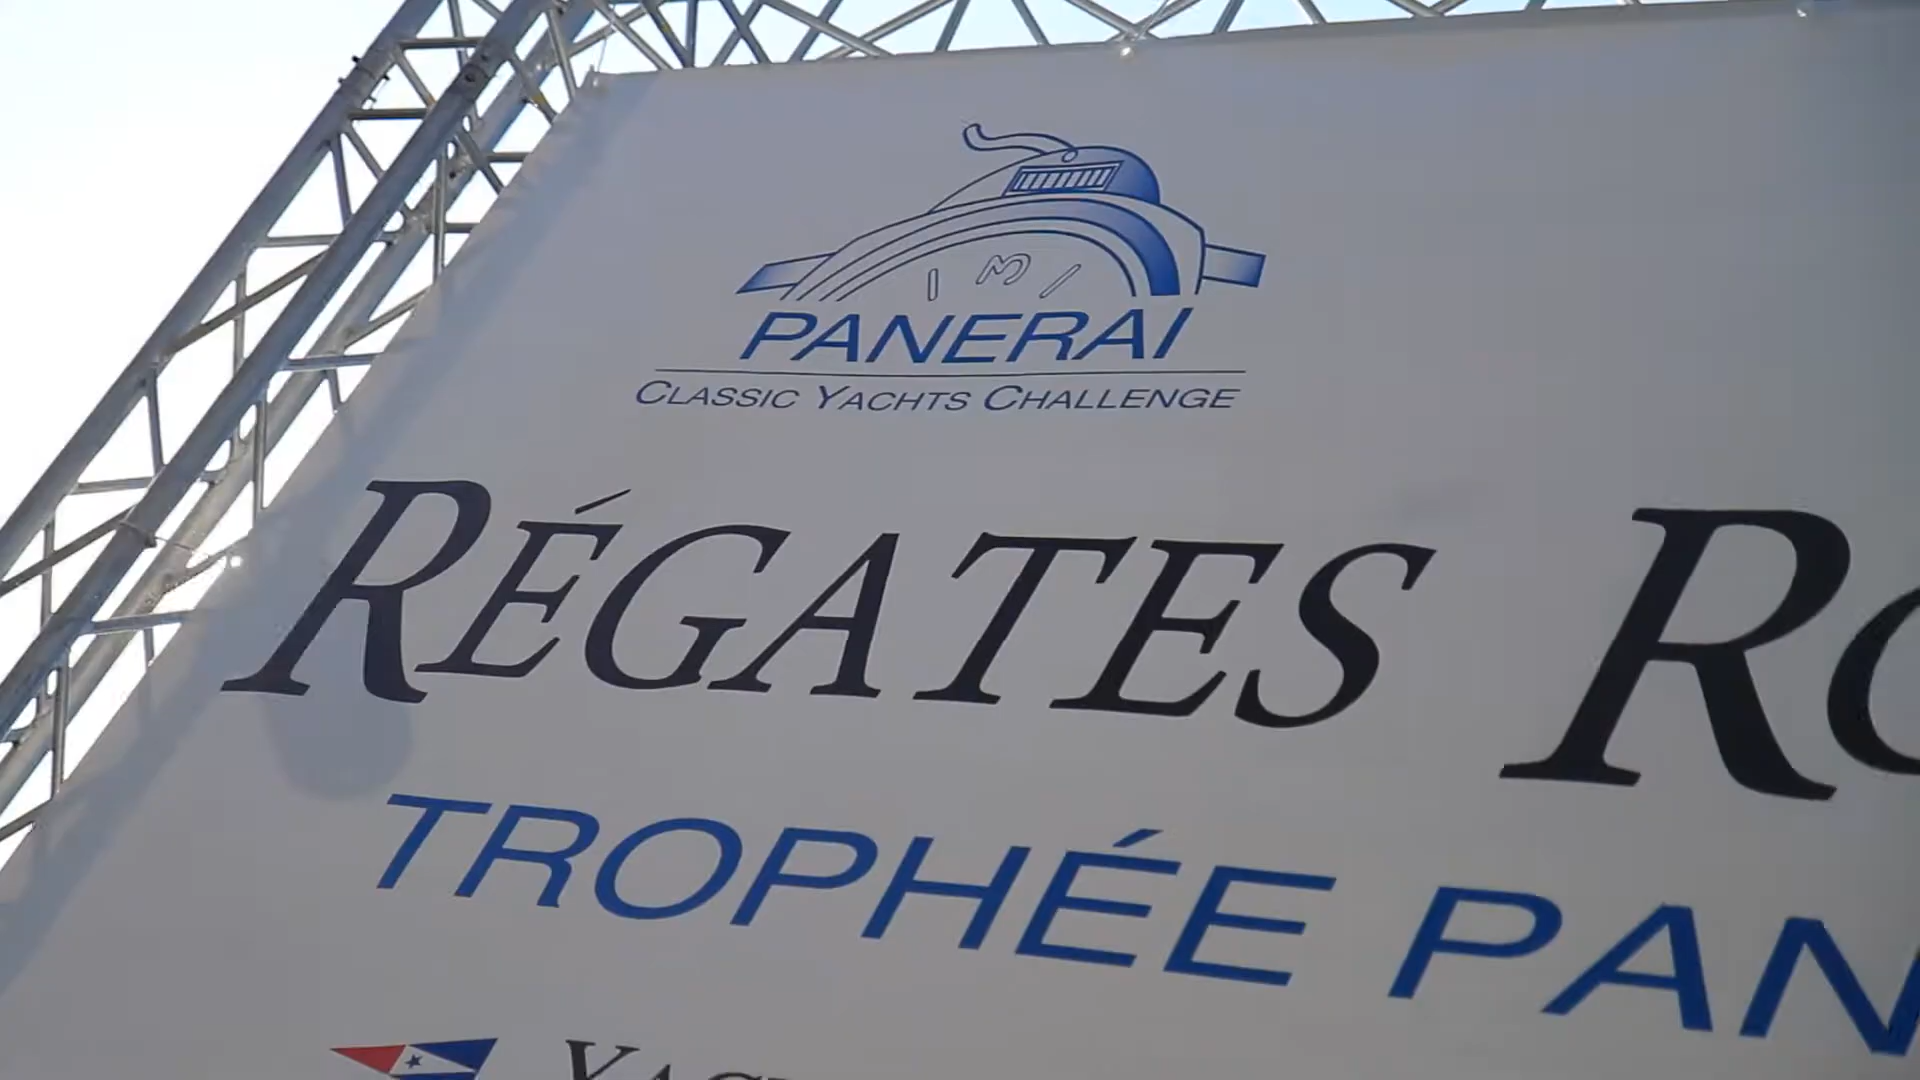 PANERAI
CLASSIC YACHTS CHALLENGE
RÉGATES
TROPHÉE